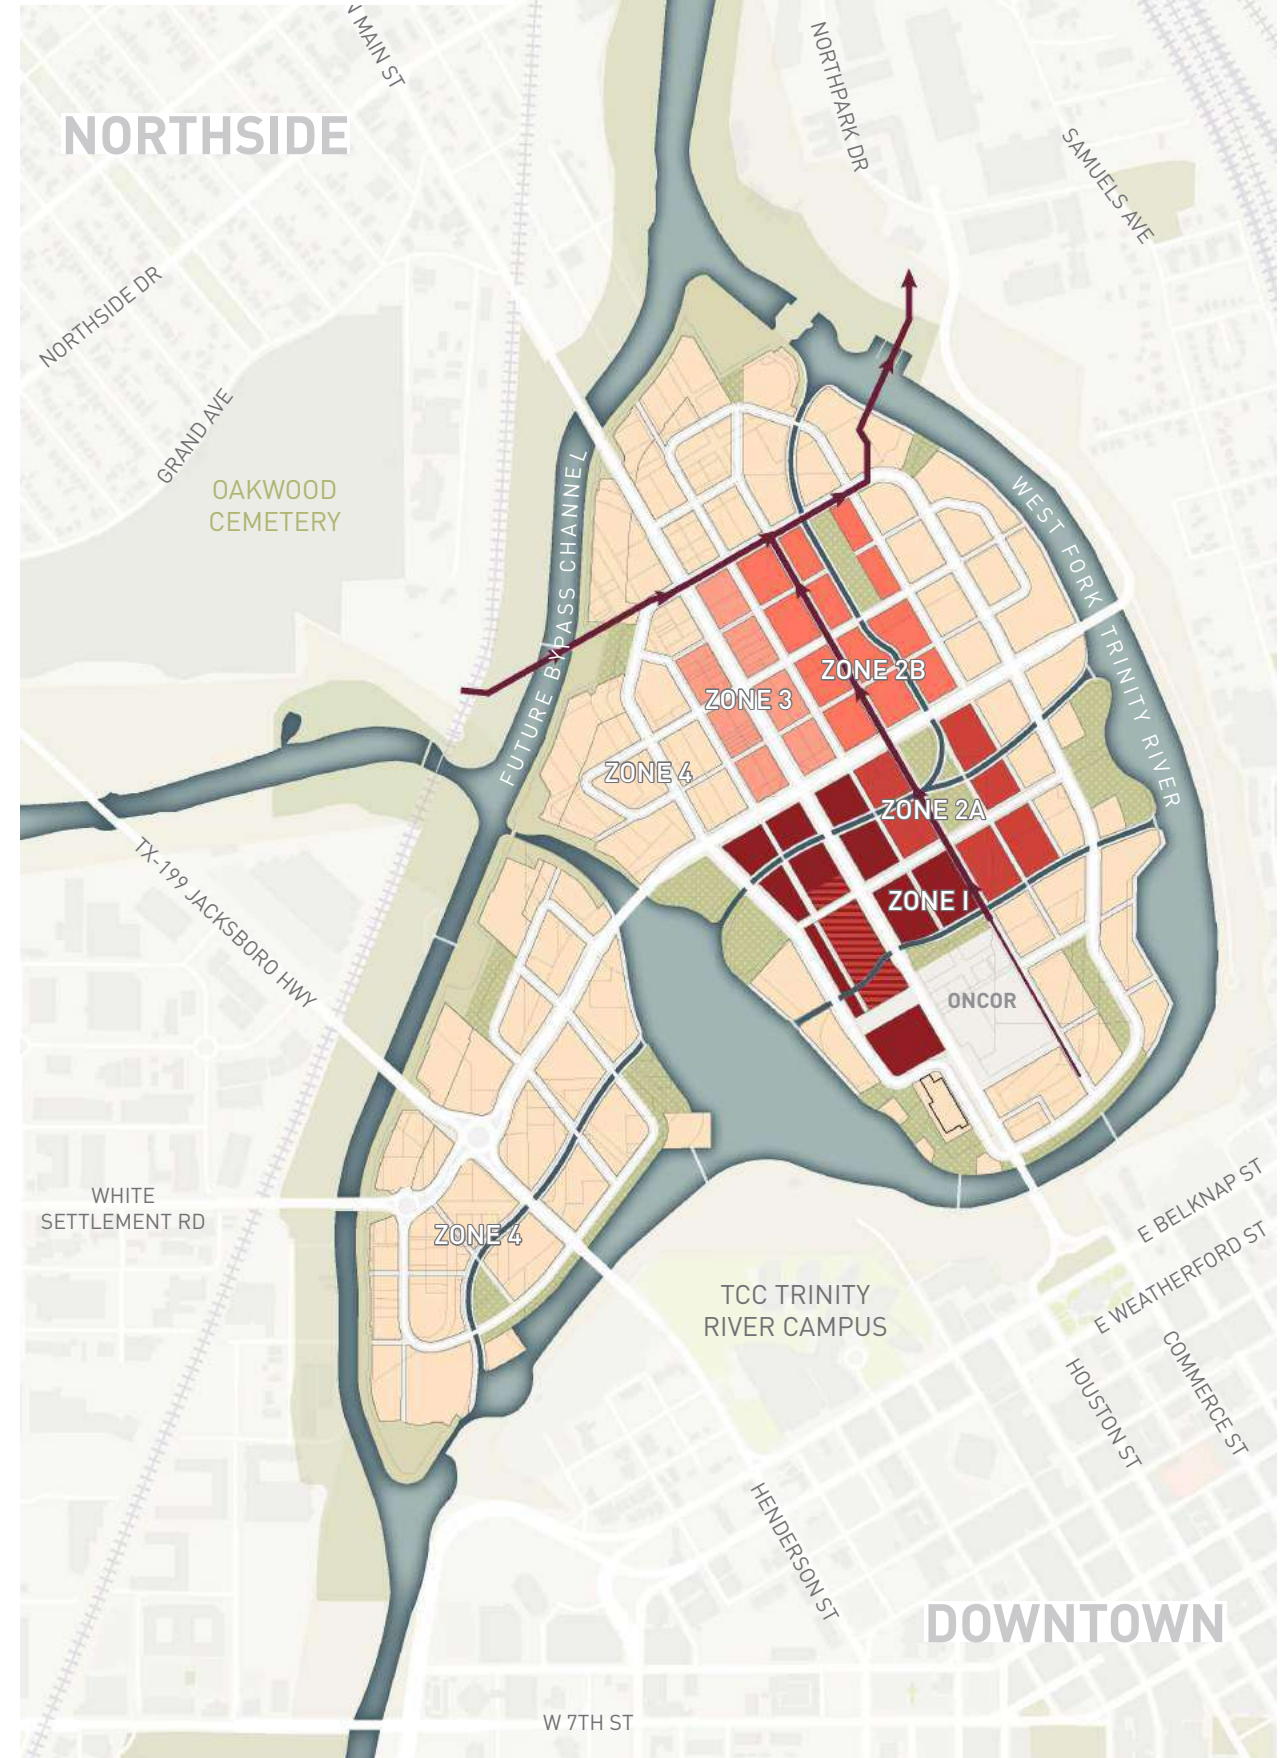 N MAIN ST
NORTHPARK DR
NORTHSIDE
SAMUELS AVE
NORTHSIDE DR
GRAND AVE
OAKWOOD
CEMETERY
FUTURE BYPASS CHANNEL
WEST FORK TRINITY RIVER
ZONE 2B
ZONE 3
ZONE 4
ZONE 2A
TX-199 JACKSBORO HWY
ZONE I
ONCOR
WHITE
SETTLEMENT RD
ZONE 4
E BELKNAP ST
E WEATHERFORD ST
TCC TRINITY
RIVER CAMPUS
HOUSTON ST
COMMERCE ST
HENDERSON ST
DOWNTOWN
W 7TH ST